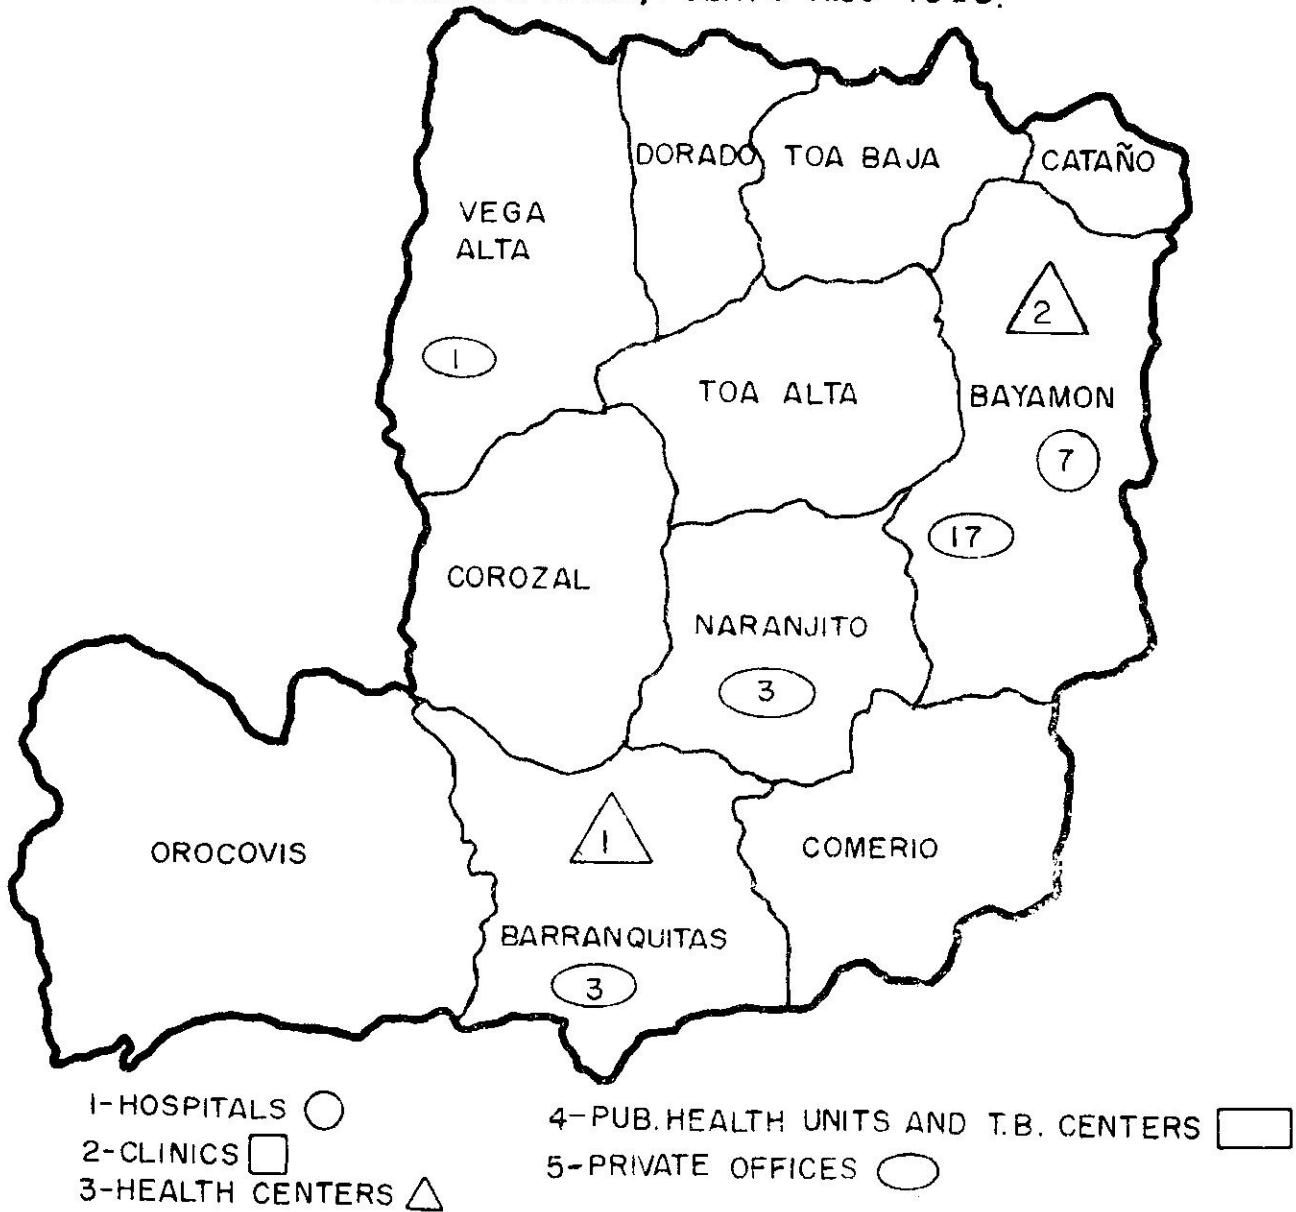 DORADO
TOA BAJA
CATAÑO
VEGA
ALTA
2
1
TOA ALTA
BAYAMON
7
17
COROZAL
NARANJITO
3
1
OROCOVIS
COMERIO
BARRANQUITAS
3
1-HOSPITALS
2-CLINICS
3-HEALTH CENTERS
4-PUB. HEALTH UNITS AND T.B. CENTERS
5-PRIVATE OFFICES